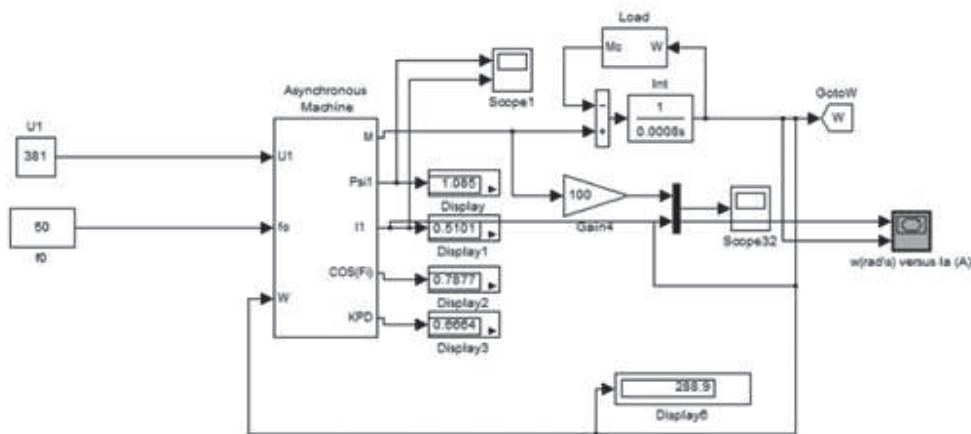 Load
Mc W
GotoW
W
Int
1
0.0008s
-
+
Scope1
Asynchronous
Machine
U1
381
U1
M
Psi1
1.085
Display
100
Gain4
Scope32
50
f0
fo
I1
0.5101
Display1
w(rad/s) versus Ia (A)
COS(Fi)
0.7877
Display2
W
KPD
0.6664
Display3
288.9
Display6